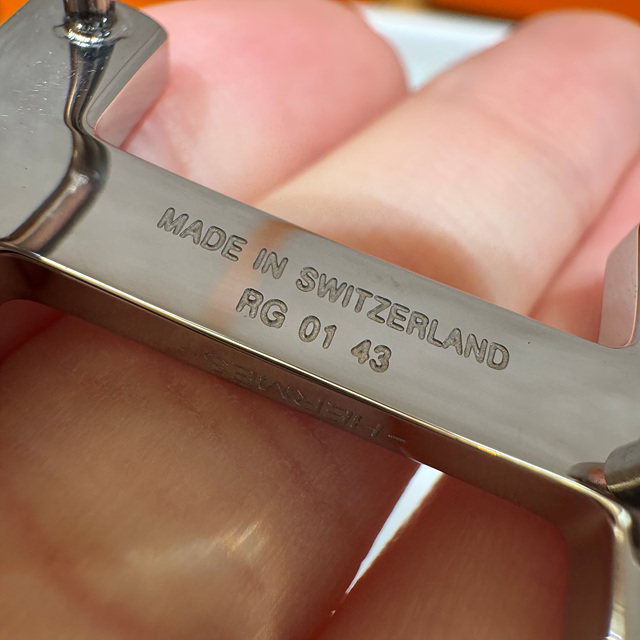 MADE IN SWITZERLAND
RG 01 43
HERMES